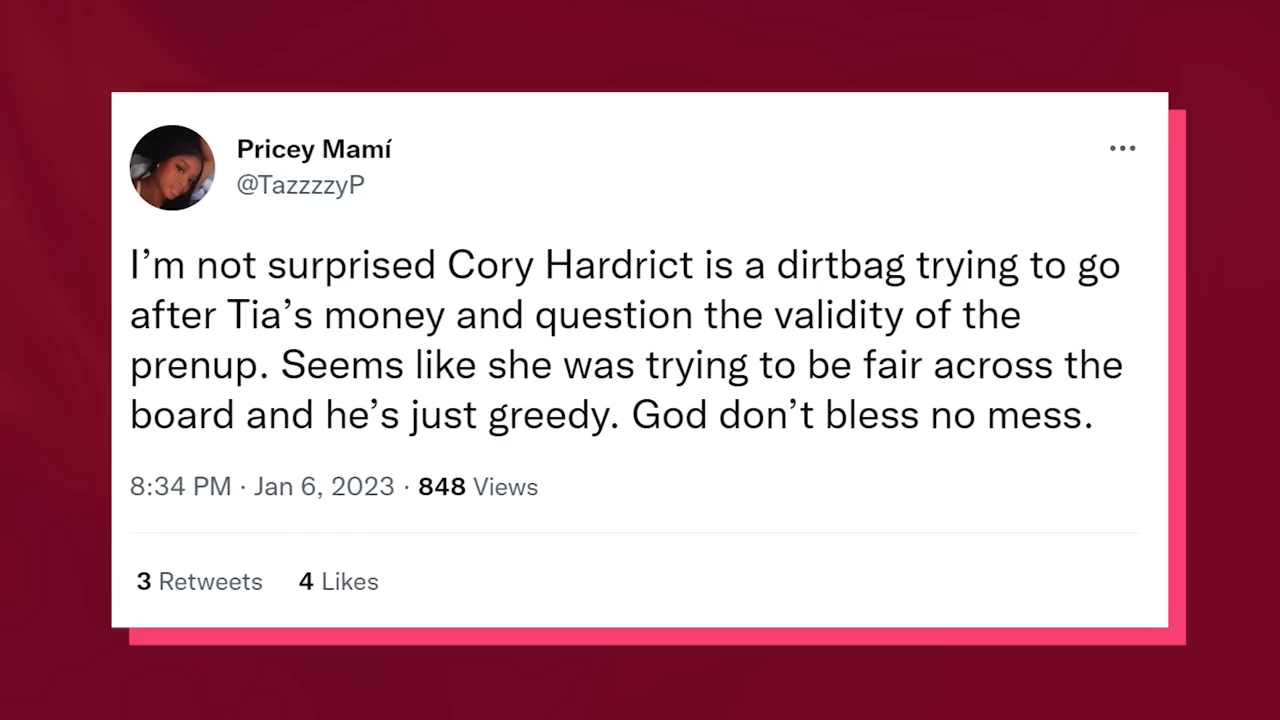 Pricey Mamí
@TazzzzyP
I’m not surprised Cory Hardrict is a dirtbag trying to go
after Tia’s money and question the validity of the
prenup. Seems like she was trying to be fair across the
board and he’s just greedy. God don’t bless no mess.
8:34 PM · Jan 6, 2023 · 848 Views
3 Retweets 4 Likes